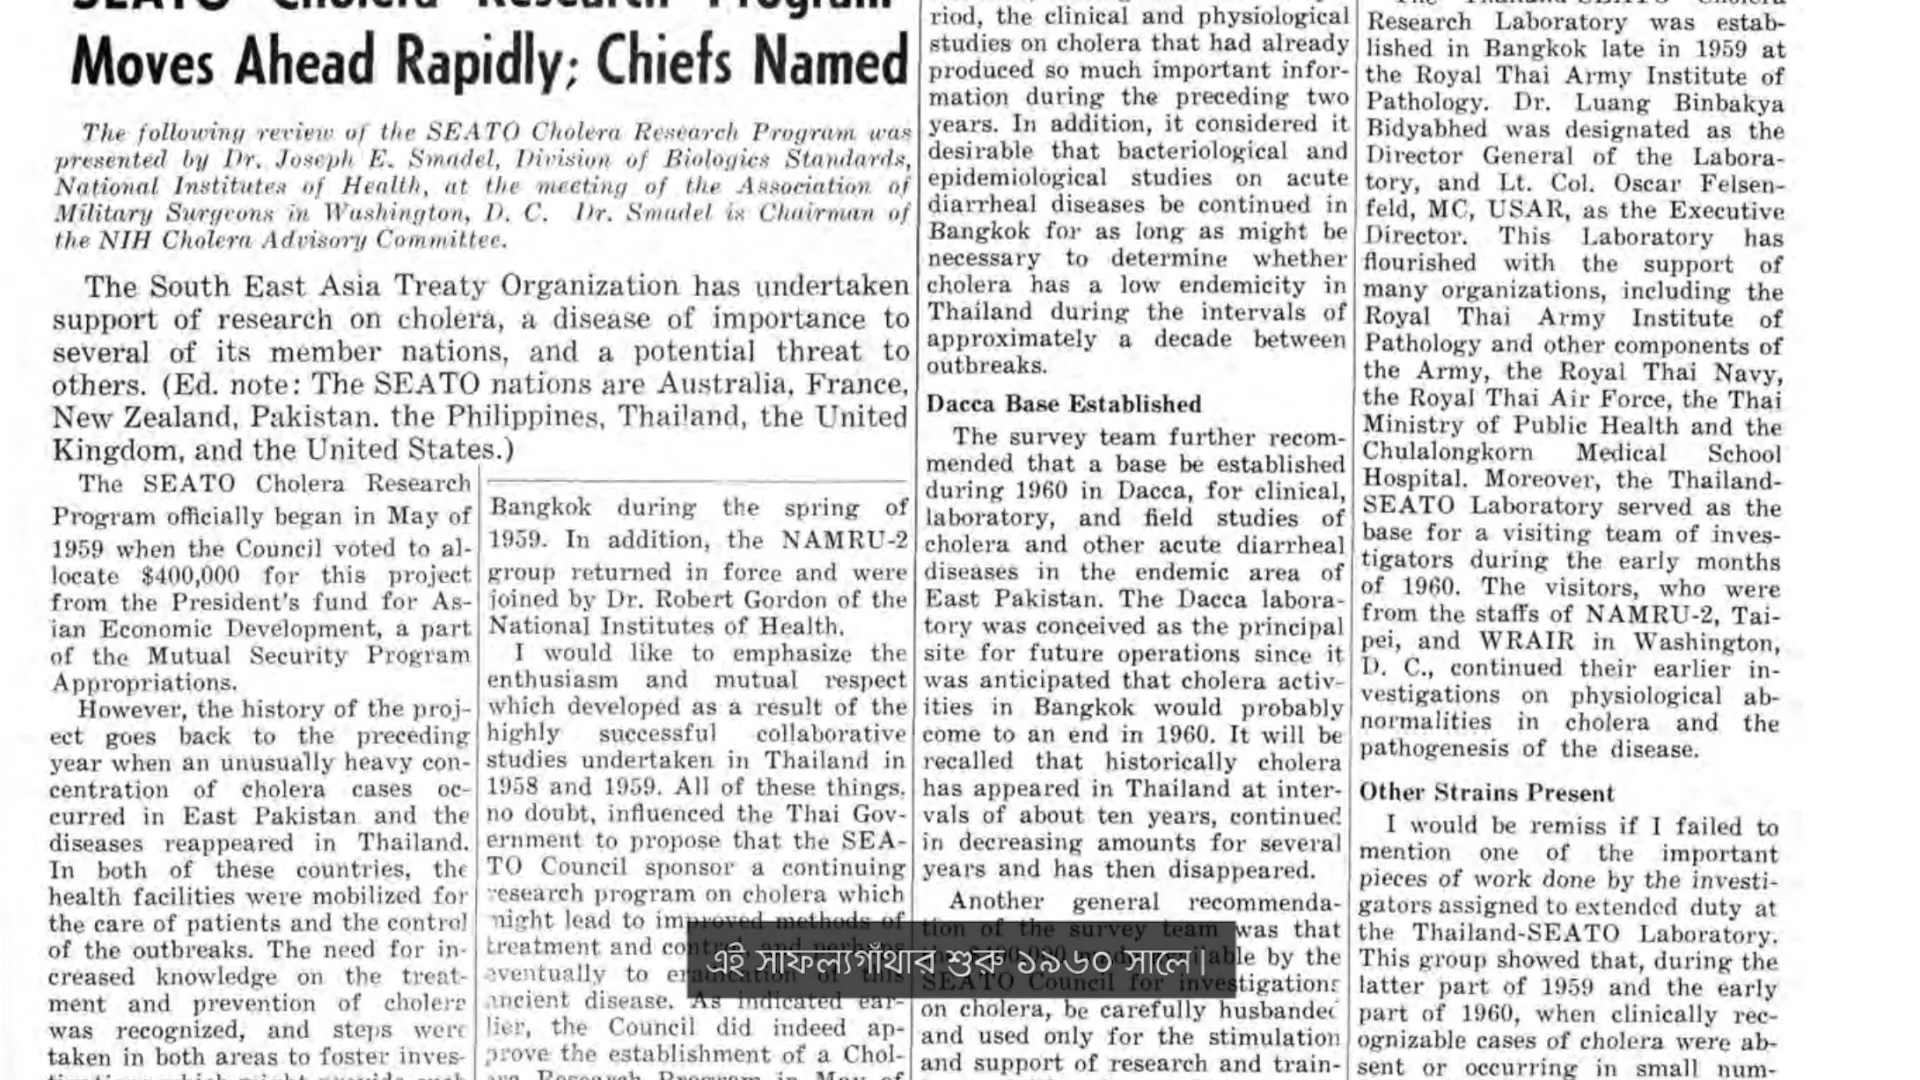 SEATO Cholera Research Program
Moves Ahead Rapidly; Chiefs Named
The following review of the SEATO Cholera Research Program was
presented by Dr. Joseph E. Smadel, Division of Biologics Standards,
National Institutes of Health, at the meeting of the Association of
Military Surgeons in Washington, D. C. Dr. Smadel is Chairman of
the NIH Cholera Advisory Committee.
The South East Asia Treaty Organization has undertaken
support of research on cholera, a disease of importance to
several of its member nations, and a potential threat to
others. (Ed. note: The SEATO nations are Australia, France,
New Zealand, Pakistan. the Philippines, Thailand, the United
Kingdom, and the United States.)
The SEATO Cholera Research
Program officially began in May of
1959 when the Council voted to al-
locate $400,000 for this project
from the President's fund for As-
ian Economic Development, a part
of the Mutual Security Program
Appropriations.
However, the history of the proj-
ect goes back to the preceding
year when an unusually heavy con-
centration of cholera cases oc-
curred in East Pakistan and the
diseases reappeared in Thailand.
In both of these countries, the
health facilities were mobilized for
the care of patients and the control
of the outbreaks. The need for in-
creased knowledge on the treat-
ment and prevention of cholera
was recognized, and steps were
taken in both areas to foster inves-
Bangkok during the spring of
1959. In addition, the NAMRU-2
group returned in force and were
joined by Dr. Robert Gordon of the
National Institutes of Health.
I would like to emphasize the
enthusiasm and mutual respect
which developed as a result of the
highly successful collaborative
studies undertaken in Thailand in
1958 and 1959. All of these things,
no doubt, influenced the Thai Gov-
ernment to propose that the SEA-
TO Council sponsor a continuing
research program on cholera which
might lead to improved methods of
treatment and control and perhaps
eventually to eradication of this
ancient disease. As indicated ear-
lier, the Council did indeed ap-
prove the establishment of a Chol-
era Research Program in May of
riod, the clinical and physiological
studies on cholera that had already
produced so much important infor-
mation during the preceding two
years. In addition, it considered it
desirable that bacteriological and
epidemiological studies on acute
diarrheal diseases be continued in
Bangkok for as long as might be
necessary to determine whether
cholera has a low endemicity in
Thailand during the intervals of
approximately a decade between
outbreaks.
Dacca Base Established
The survey team further recom-
mended that a base be established
during 1960 in Dacca, for clinical,
laboratory, and field studies of
cholera and other acute diarrheal
diseases in the endemic area of
East Pakistan. The Dacca labora-
tory was conceived as the principal
site for future operations since it
was anticipated that cholera activ-
ities in Bangkok would probably
come to an end in 1960. It will be
recalled that historically cholera
has appeared in Thailand at inter-
vals of about ten years, continued
in decreasing amounts for several
years and has then disappeared.
Another general recommenda-
tion of the survey team was that
able by the
SEATO Council for investigations
on cholera, be carefully husbanded
and used only for the stimulation
and support of research and train-
The Thailand-SEATO Cholera
Research Laboratory was estab-
lished in Bangkok late in 1959 at
the Royal Thai Army Institute of
Pathology. Dr. Luang Binbakya
Bidyabhed was designated as the
Director General of the Labora-
tory, and Lt. Col. Oscar Felsen-
feld, MC, USAR, as the Executive
Director. This Laboratory has
flourished with the support of
many organizations, including the
Royal Thai Army Institute of
Pathology and other components of
the Army, the Royal Thai Navy,
the Royal Thai Air Force, the Thai
Ministry of Public Health and the
Chulalongkorn Medical School
Hospital. Moreover, the Thailand-
SEATO Laboratory served as the
base for a visiting team of inves-
tigators during the early months
of 1960. The visitors, who were
from the staffs of NAMRU-2, Tai-
pei, and WRAIR in Washington,
D. C., continued their earlier in-
vestigations on physiological ab-
normalities in cholera and the
pathogenesis of the disease.
Other Strains Present
I would be remiss if I failed to
mention one of the important
pieces of work done by the investi-
gators assigned to extended duty at
the Thailand-SEATO Laboratory.
This group showed that, during the
latter part of 1959 and the early
part of 1960, when clinically rec-
ognizable cases of cholera were ab-
sent or occurring in small num-
এই সাফল্যগাঁথার শুরু ১৯৬০ সালে।